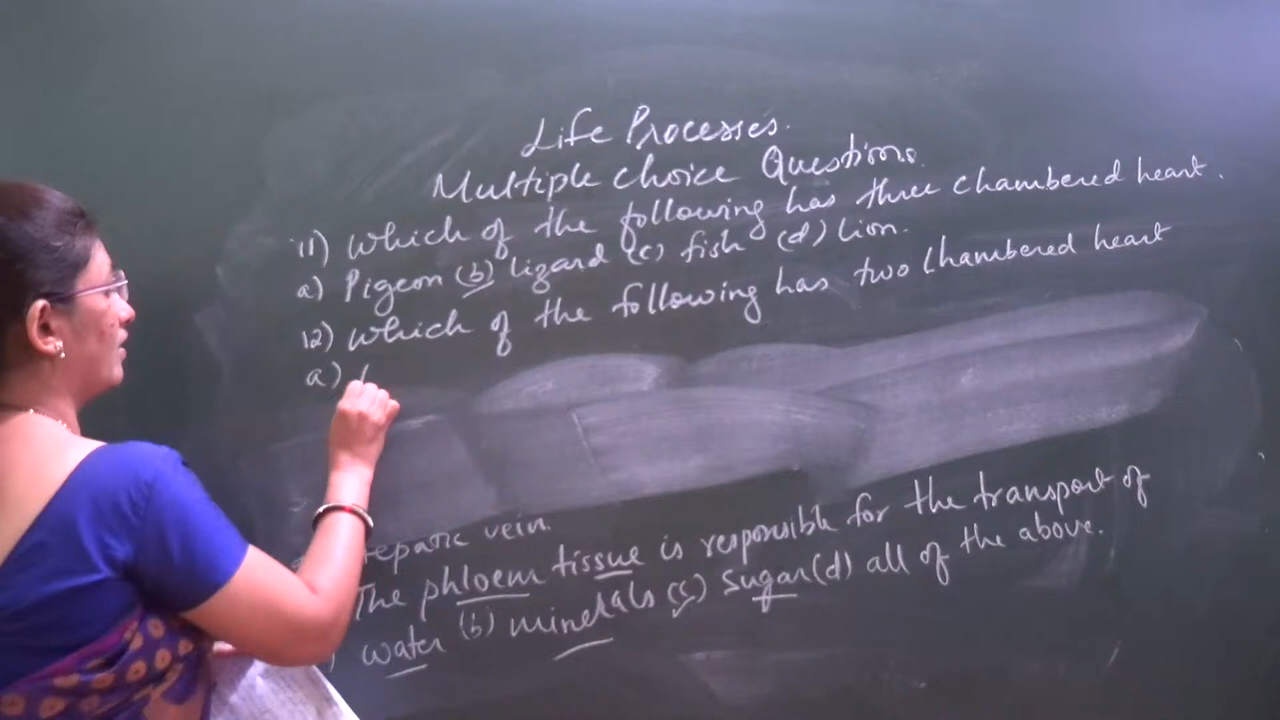 Life Processes.
Multiple choice Questions.
11) Which of the following has three chambered heart.
a) Pigeon (b) lizard (c) fish (d) lion.
12) Which of the following has two chambered heart
a)
hepatic vein.
The phloem tissue is responsible for the transport of
water (b) minerals (c) sugar (d) all of the above.